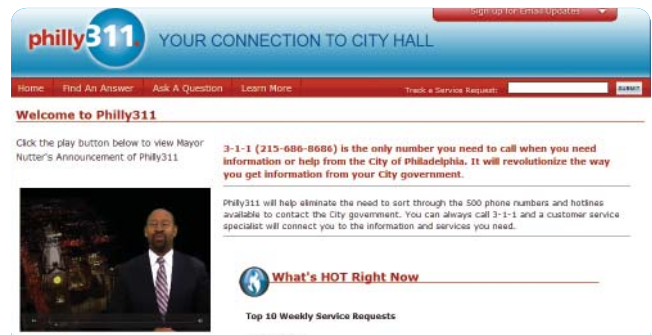 Sign up for Email Updates
philly311.
YOUR CONNECTION TO CITY HALL
Home Find An Answer Ask A Question Learn More Track a Service Request: SUBMIT
Welcome to Philly311
Click the play button below to view Mayor
Nutter's Announcement of Philly311
3-1-1 (215-686-8686) is the only number you need to call when you need
information or help from the City of Philadelphia. It will revolutionize the way
you get information from your City government.
Philly311 will help eliminate the need to sort through the 500 phone numbers and hotlines
available to contact the City government. You can always call 3-1-1 and a customer service
specialist will connect you to the information and services you need.
What's HOT Right Now
Top 10 Weekly Service Requests